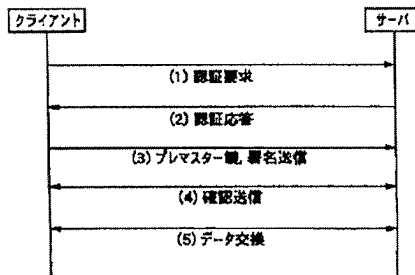 クライアント
サーバ
(1) 認証要求
(2) 認証応答
(3) プレマスター鍵, 署名送信
(4) 確認送信
(5) データ交換